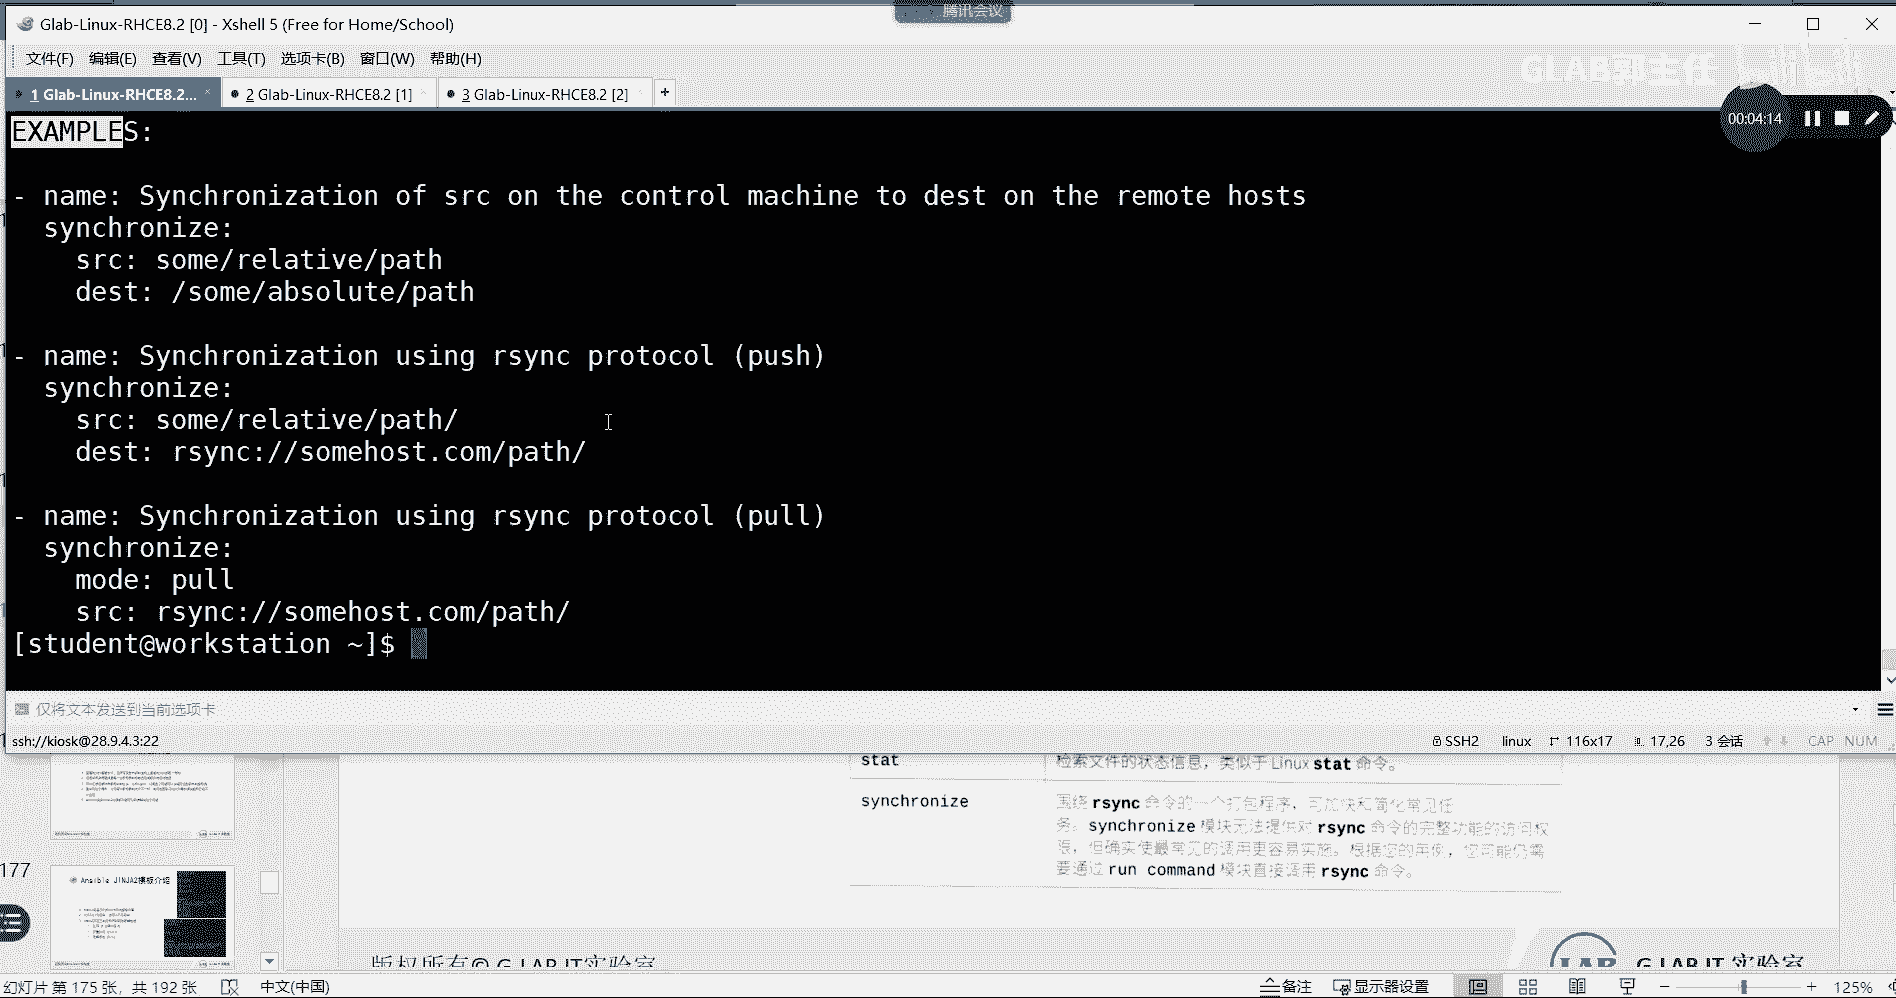 腾讯会议
Glab-Linux-RHCE8.2 [0] - Xshell 5 (Free for Home/School)
文件(F) 编辑(E) 查看(V) 工具(T) 选项卡(B) 窗口(W) 帮助(H)
GLAB郭主任
1 Glab-Linux-RHCE8.2... 2 Glab-Linux-RHCE8.2 [1] 3 Glab-Linux-RHCE8.2 [2] +
00:04:14
EXAMPLES:
- name: Synchronization of src on the control machine to dest on the remote hosts
synchronize:
src: some/relative/path
dest: /some/absolute/path
- name: Synchronization using rsync protocol (push)
synchronize:
src: some/relative/path/
dest: rsync://somehost.com/path/
- name: Synchronization using rsync protocol (pull)
synchronize:
mode: pull
src: rsync://somehost.com/path/
[student@workstation ~]$
仅将文本发送到当前选项卡
ssh://kiosk@28.9.4.3:22 SSH2 linux 116x17 17,26 3 会话 CAP NUM
stat 检索文件的状态信息，类似于 Linux stat 命令。
synchronize 围绕 rsync 命令的一个打包程序，可加快和简化常见任
务。synchronize 模块无法提供对 rsync 命令的完整功能的访问权
限，但确实使最常见的调用更容易实施。根据您的用例，您可能仍需
要通过 run command 模块直接调用 rsync 命令。
177
Ansible JINJA2模板介绍
版权所有© G-LAB IT实验室
G-LAB IT 实验室
幻灯片 第 175 张，共 192 张 中文(中国) 备注 显示器设置 125%